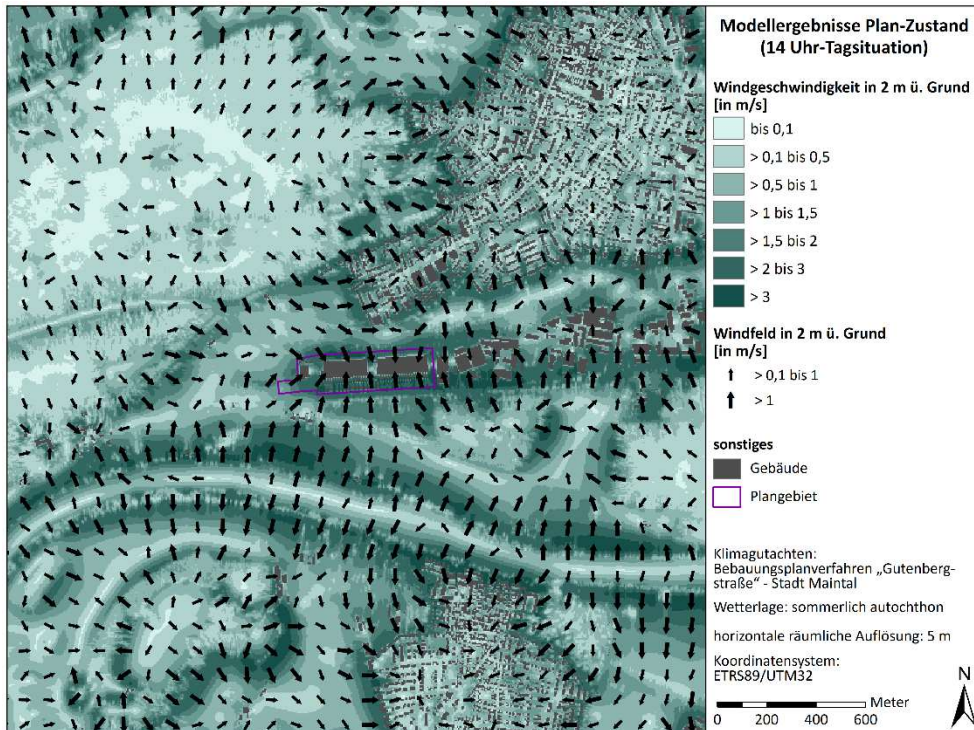 Modellergebnisse Plan-Zustand
(14 Uhr-Tagsituation)
Windgeschwindigkeit in 2 m ü. Grund
[in m/s]
bis 0,1
> 0,1 bis 0,5
> 0,5 bis 1
> 1 bis 1,5
> 1,5 bis 2
> 2 bis 3
> 3
Windfeld in 2 m ü. Grund
[in m/s]
> 0,1 bis 1
> 1
sonstiges
Gebäude
Plangebiet
Klimagutachten:
Bebauungsplanverfahren „Gutenberg-
straße“ - Stadt Maintal
Wetterlage: sommerlich autochthon
horizontale räumliche Auflösung: 5 m
Koordinatensystem:
ETRS89/UTM32
N
Meter
0 200 400 600